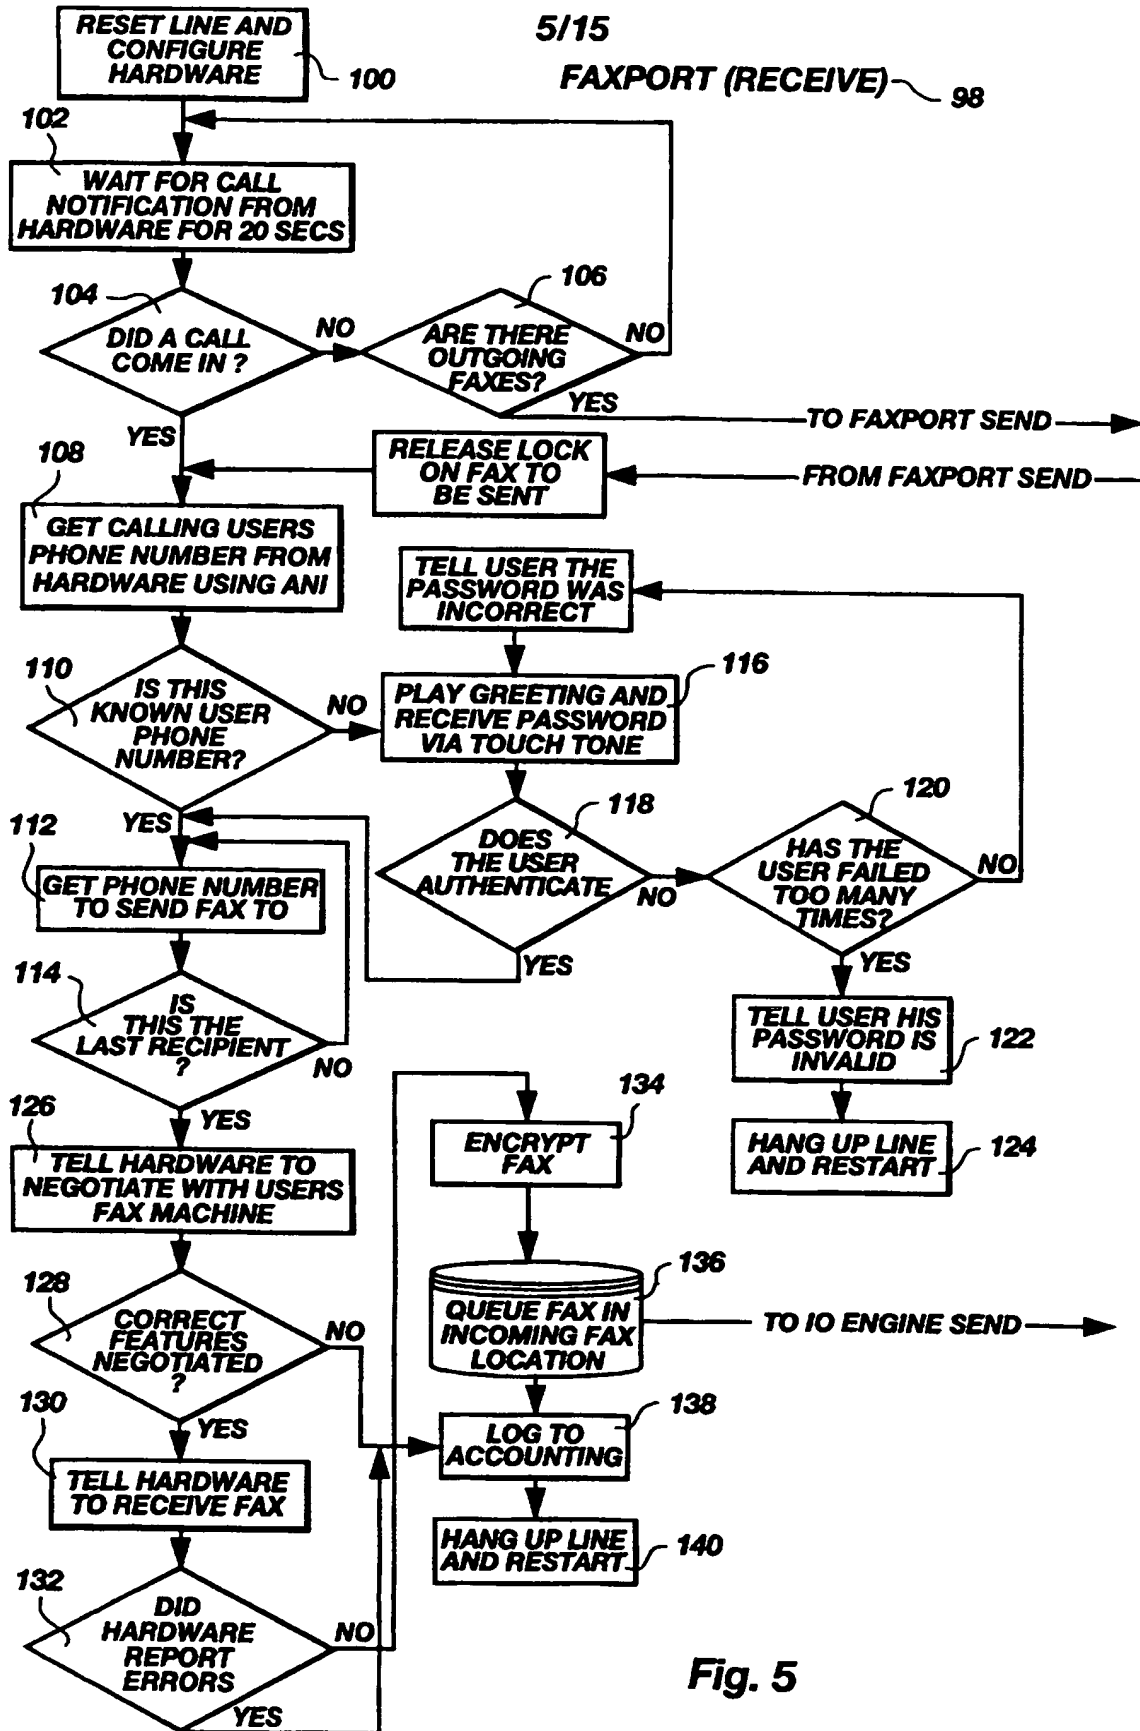 5/15
FAXPORT (RECEIVE)
98
RESET LINE AND
CONFIGURE
HARDWARE
100
102
WAIT FOR CALL
NOTIFICATION FROM
HARDWARE FOR 20 SECS
104
DID A CALL
COME IN ?
NO
106
ARE THERE
OUTGOING
FAXES?
NO
YES
TO FAXPORT SEND
YES
RELEASE LOCK
ON FAX TO
BE SENT
FROM FAXPORT SEND
108
GET CALLING USERS
PHONE NUMBER FROM
HARDWARE USING ANI
TELL USER THE
PASSWORD WAS
INCORRECT
110
IS THIS
KNOWN USER
PHONE
NUMBER?
NO
116
PLAY GREETING AND
RECEIVE PASSWORD
VIA TOUCH TONE
YES
118
DOES
THE USER
AUTHENTICATE
NO
YES
120
HAS THE
USER FAILED
TOO MANY
TIMES?
NO
YES
112
GET PHONE NUMBER
TO SEND FAX TO
114
IS
THIS THE
LAST RECIPIENT
?
NO
YES
TELL USER HIS
PASSWORD IS
INVALID
122
HANG UP LINE
AND RESTART
124
126
TELL HARDWARE TO
NEGOTIATE WITH USERS
FAX MACHINE
134
ENCRYPT
FAX
128
CORRECT
FEATURES
NEGOTIATED
?
NO
YES
136
QUEUE FAX IN
INCOMING FAX
LOCATION
TO IO ENGINE SEND
130
TELL HARDWARE
TO RECEIVE FAX
138
LOG TO
ACCOUNTING
HANG UP LINE
AND RESTART
140
132
DID
HARDWARE
REPORT
ERRORS
NO
YES
Fig. 5